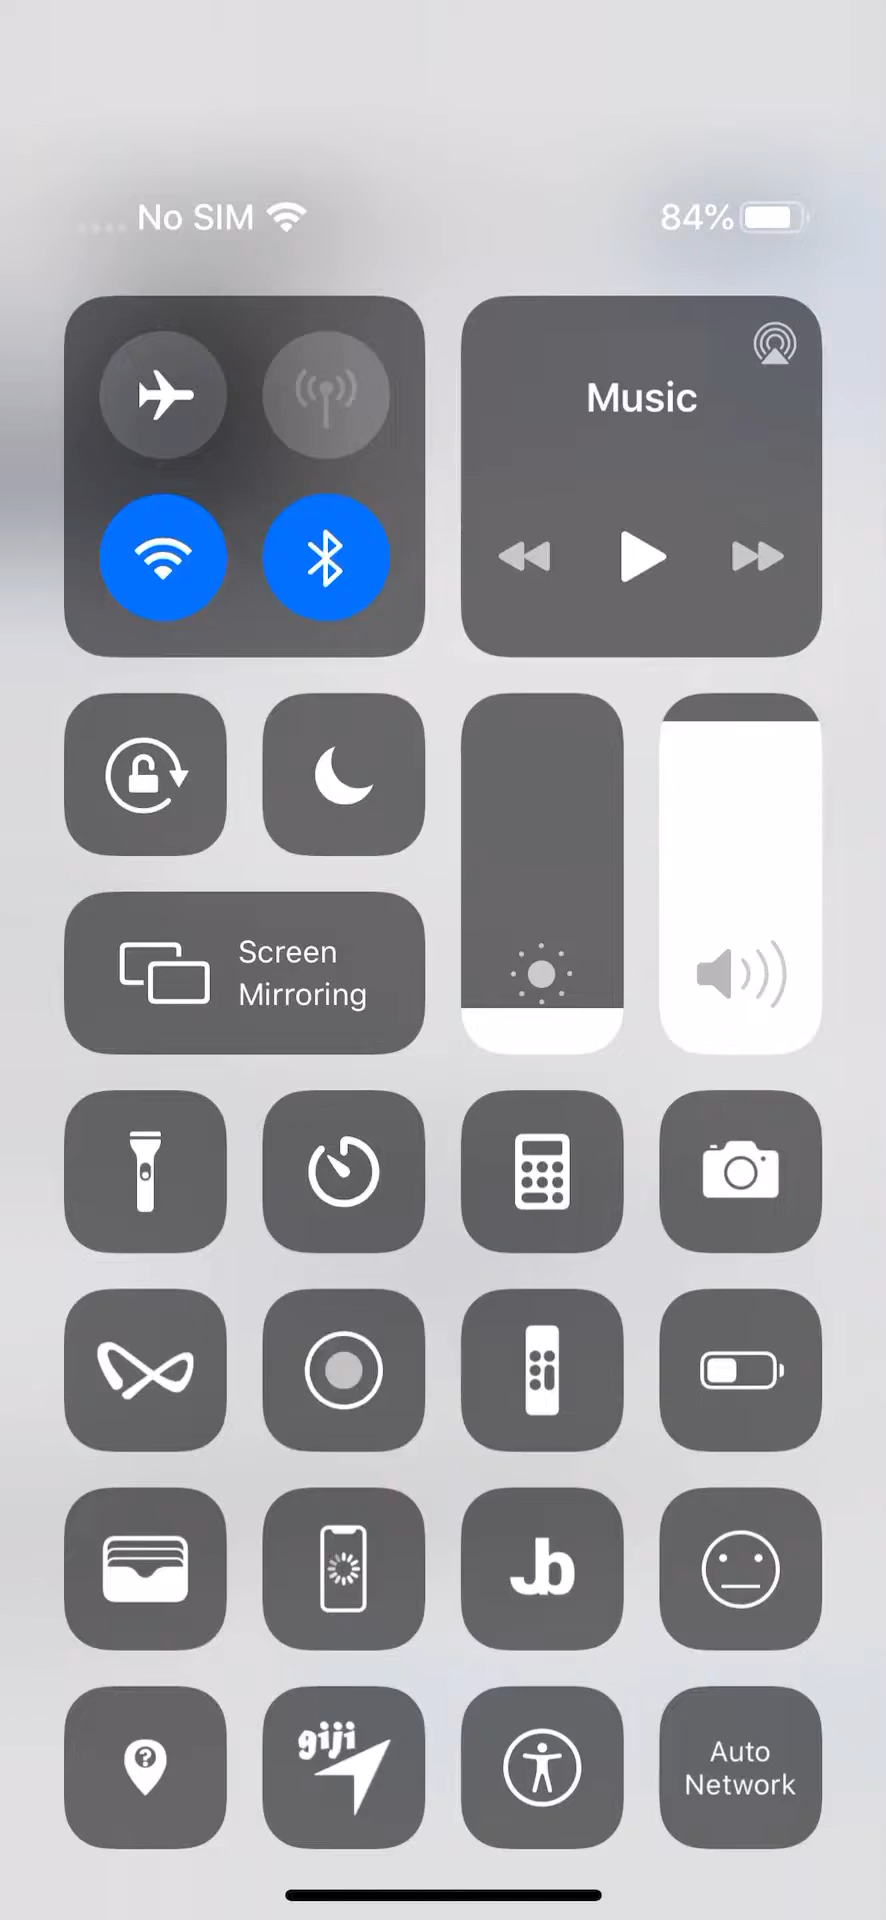 No SIM
84%
Music
Screen
Mirroring
Jb
?
giji
Auto
Network